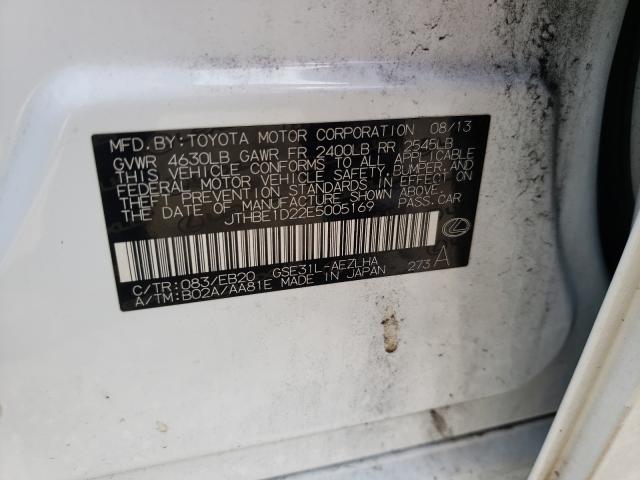 MFD.BY:TOYOTA MOTOR CORPORATION 08/13
GVWR 4630LB GAWR FR 2400LB RR 2545LB
THIS VEHICLE CONFORMS TO ALL APPLICABLE
FEDERAL MOTOR VEHICLE SAFETY, BUMPER, AND
THEFT PREVENTION STANDARDS IN EFFECT ON
THE DATE OF MANUFACTURE SHOWN ABOVE.
JTHBE1D22E5005169 PASS.CAR
C/TR:083/EB20 GSE31L-AEZLHA
A/TM:B02A/AA81E MADE IN JAPAN 273 A